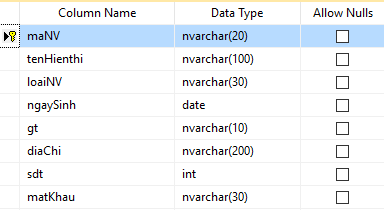 Column Name Data Type Allow Nulls
maNV nvarchar(20)
tenHienthi nvarchar(100)
loaiNV nvarchar(30)
ngaySinh date
gt nvarchar(10)
diaChi nvarchar(200)
sdt int
matKhau nvarchar(30)